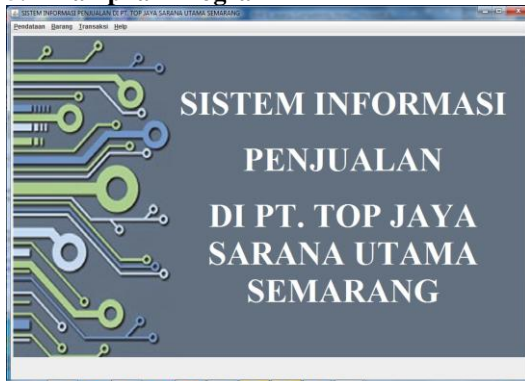 SISTEM INFORMASI PENJUALAN DI PT. TOP JAYA SARANA UTAMA SEMARANG
Pendataan Barang Transaksi Help
SISTEM INFORMASI
PENJUALAN
DI PT. TOP JAYA
SARANA UTAMA
SEMARANG